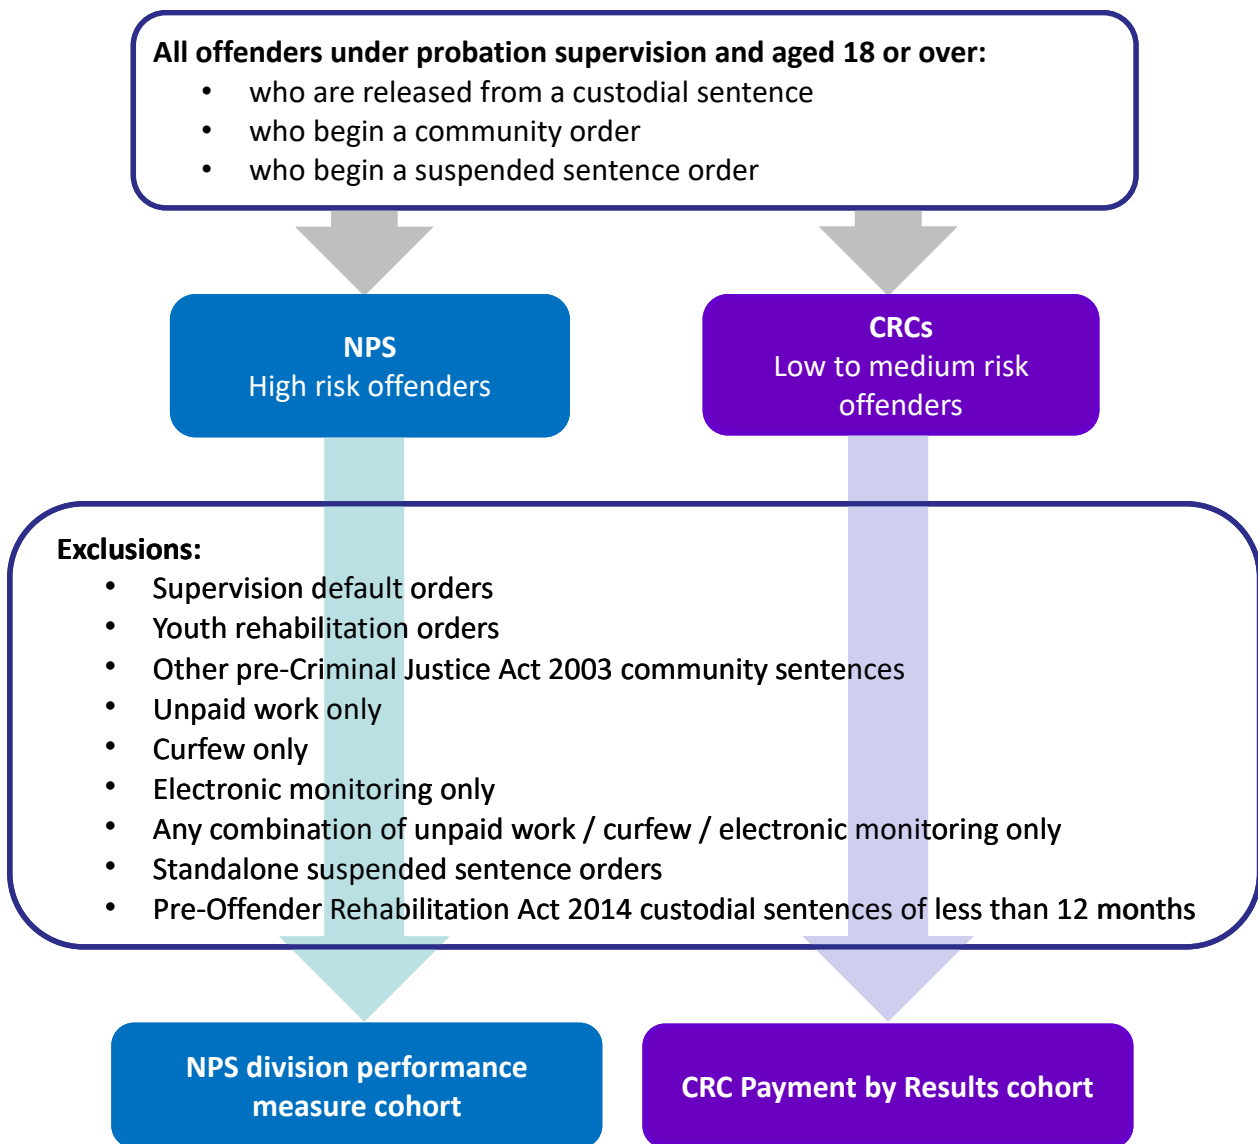 All offenders under probation supervision and aged 18 or over:
• who are released from a custodial sentence
• who begin a community order
• who begin a suspended sentence order
NPS
High risk offenders
CRCs
Low to medium risk
offenders
Exclusions:
• Supervision default orders
• Youth rehabilitation orders
• Other pre-Criminal Justice Act 2003 community sentences
• Unpaid work only
• Curfew only
• Electronic monitoring only
• Any combination of unpaid work / curfew / electronic monitoring only
• Standalone suspended sentence orders
• Pre-Offender Rehabilitation Act 2014 custodial sentences of less than 12 months
NPS division performance
measure cohort
CRC Payment by Results cohort